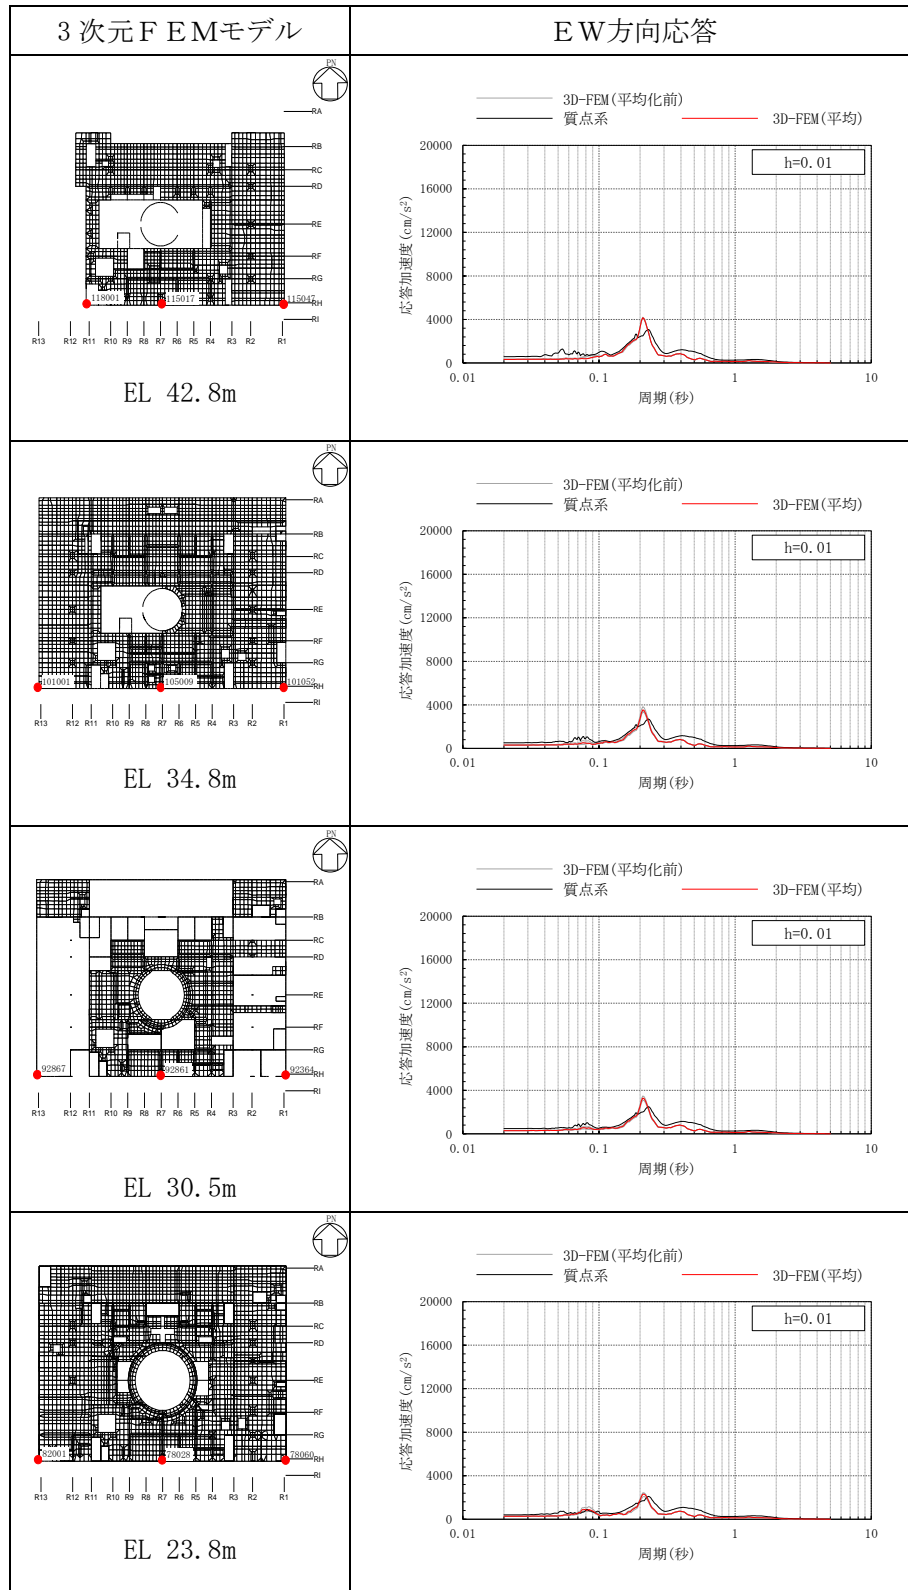 ３次元ＦＥＭモデル
ＥＷ方向応答
PN
RA
RB
RC
RD
RE
RF
RG
RH
RI
118001
115017
115047
R13 R12 R11 R10 R9 R8 R7 R6 R5 R4 R3 R2 R1
EL 42.8m
3D-FEM(平均化前)
質点系
3D-FEM(平均)
h=0.01
応答加速度(cm/s²)
20000
16000
12000
8000
4000
0
0.01 0.1 1 10
周期(秒)
PN
RA
RB
RC
RD
RE
RF
RG
RH
RI
101001
105009
101052
R13 R12 R11 R10 R9 R8 R7 R6 R5 R4 R3 R2 R1
EL 34.8m
3D-FEM(平均化前)
質点系
3D-FEM(平均)
h=0.01
応答加速度(cm/s²)
20000
16000
12000
8000
4000
0
0.01 0.1 1 10
周期(秒)
PN
RA
RB
RC
RD
RE
RF
RG
RH
RI
92867
92861
92364
R13 R12 R11 R10 R9 R8 R7 R6 R5 R4 R3 R2 R1
EL 30.5m
3D-FEM(平均化前)
質点系
3D-FEM(平均)
h=0.01
応答加速度(cm/s²)
20000
16000
12000
8000
4000
0
0.01 0.1 1 10
周期(秒)
PN
RA
RB
RC
RD
RE
RF
RG
RH
RI
82001
78028
78060
R13 R12 R11 R10 R9 R8 R7 R6 R5 R4 R3 R2 R1
EL 23.8m
3D-FEM(平均化前)
質点系
3D-FEM(平均)
h=0.01
応答加速度(cm/s²)
20000
16000
12000
8000
4000
0
0.01 0.1 1 10
周期(秒)